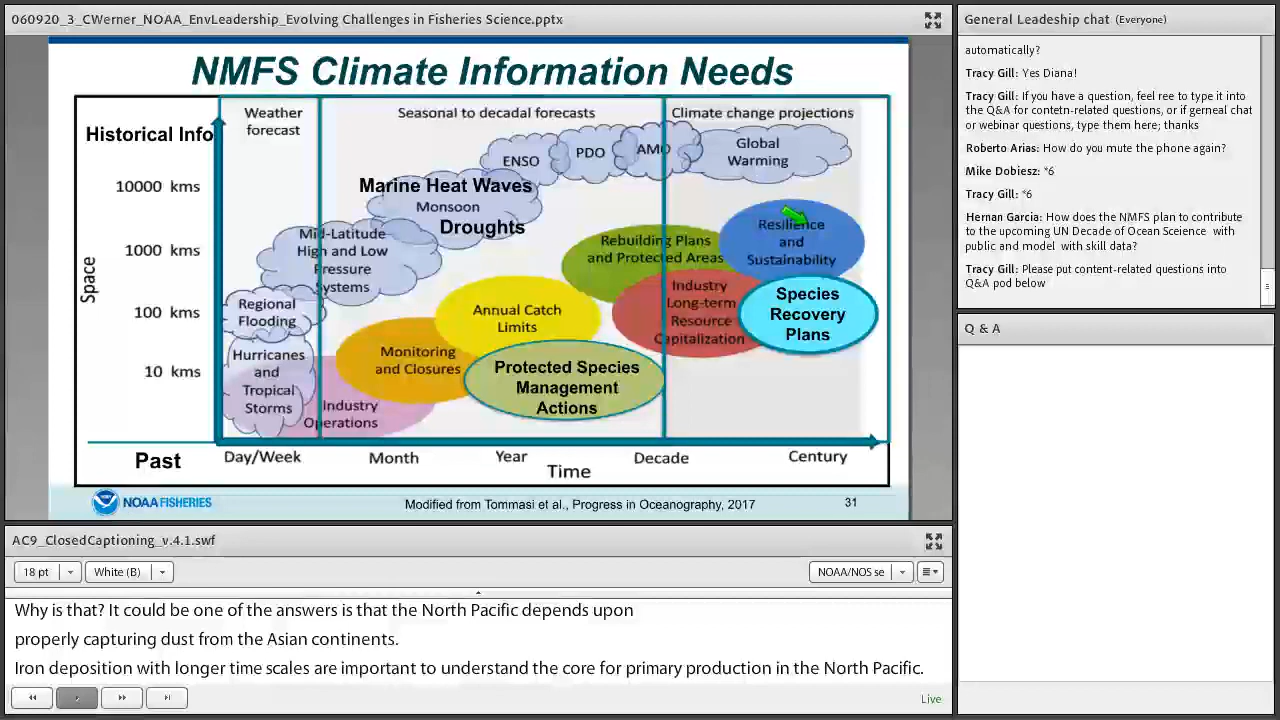 060920_3_CWerner_NOAA_EnvLeadership_Evolving Challenges in Fisheries Science.pptx
NMFS Climate Information Needs
Historical Info
Weather
forecast
Seasonal to decadal forecasts
Climate change projections
Space
10000 kms
1000 kms
100 kms
10 kms
ENSO
PDO
AMO
Global
Warming
Marine Heat Waves
Monsoon
Droughts
Mid-Latitude
High and Low
Pressure
Systems
Regional
Flooding
Hurricanes
and
Tropical
Storms
Industry
Operations
Monitoring
and Closures
Annual Catch
Limits
Protected Species
Management
Actions
Rebuilding Plans
and Protected Areas
Industry
Long-term
Resource
Capitalization
Resilience
and
Sustainability
Species
Recovery
Plans
Past
Day/Week
Month
Year
Decade
Century
Time
NOAA FISHERIES
Modified from Tommasi et al., Progress in Oceanography, 2017
31
AC9_ClosedCaptioning_v.4.1.swf
18 pt
White (B)
NOAA/NOS se
Why is that? It could be one of the answers is that the North Pacific depends upon
properly capturing dust from the Asian continents.
Iron deposition with longer time scales are important to understand the core for primary production in the North Pacific.
Live
General Leadeship chat (Everyone)
automatically?
Tracy Gill: Yes Diana!
Tracy Gill: If you have a question, feel ree to type it into
the Q&A for contetn-related questions, or if gerneal chat
or webinar questions, type them here; thanks
Roberto Arias: How do you mute the phone again?
Mike Dobiesz: *6
Tracy Gill: *6
Hernan Garcia: How does the NMFS plan to contribute
to the upcoming UN Decade of Ocean Science with
public and model with skill data?
Tracy Gill: Please put content-related questions into
Q&A pod below
Q & A